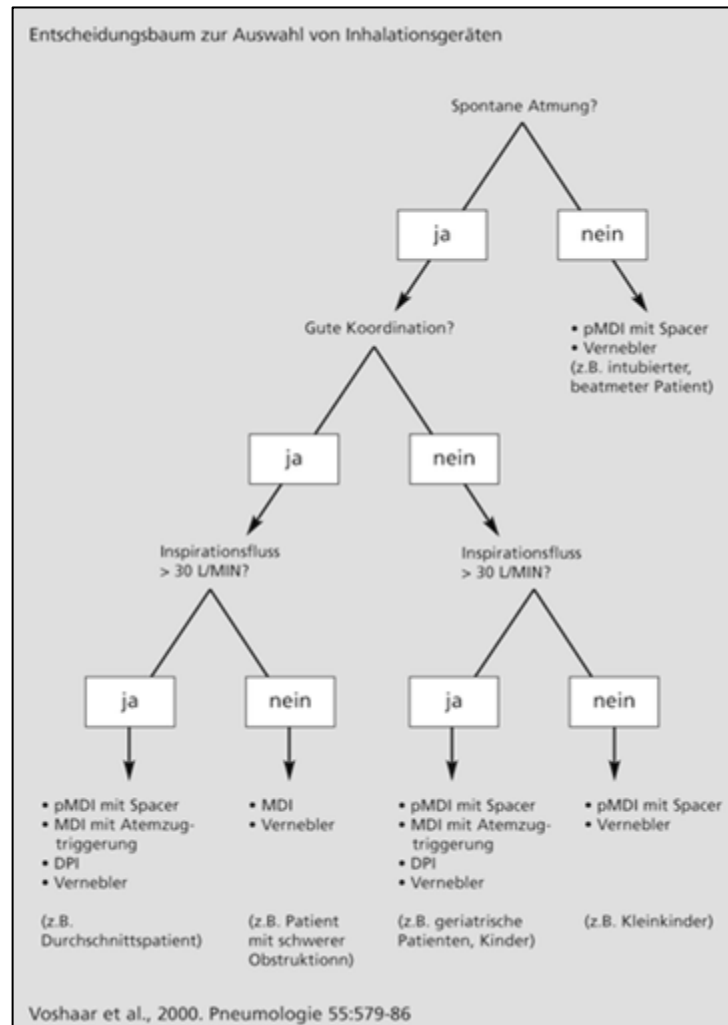 Entscheidungsbaum zur Auswahl von Inhalationsgeräten
Spontane Atmung?
ja
nein
Gute Koordination?
• pMDI mit Spacer
• Vernebler
(z.B. intubierter,
beatmeter Patient)
ja
nein
Inspirationsfluss
> 30 L/MIN?
Inspirationsfluss
> 30 L/MIN?
ja
nein
ja
nein
• pMDI mit Spacer
• MDI mit Atemzug-
triggerung
• DPI
• Vernebler
(z.B.
Durchschnittspatient)
• MDI
• Vernebler
(z.B. Patient
mit schwerer
Obstruktionn)
• pMDI mit Spacer
• MDI mit Atemzug-
triggerung
• DPI
• Vernebler
(z.B. geriatrische
Patienten, Kinder)
• pMDI mit Spacer
• Vernebler
(z.B. Kleinkinder)
Voshaar et al., 2000. Pneumologie 55:579-86